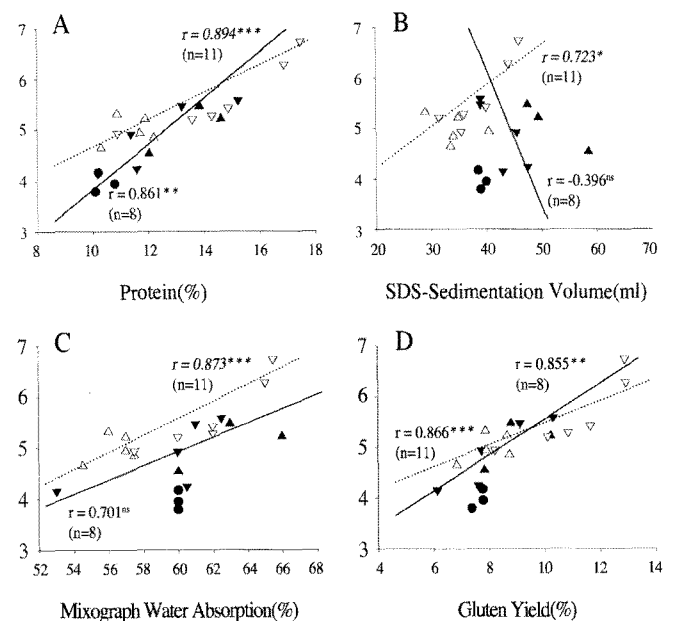 A
7
6
5
4
3
8 10 12 14 16 18
r = 0.894***
(n=11)
r = 0.861**
(n=8)
Protein(%)
B
7
6
5
4
3
20 30 40 50 60 70
r = 0.723*
(n=11)
r = -0.396ns
(n=8)
SDS-Sedimentation Volume(ml)
C
7
6
5
4
3
52 54 56 58 60 62 64 66 68
r = 0.873***
(n=11)
r = 0.701ns
(n=8)
Mixograph Water Absorption(%)
D
7
6
5
4
3
4 6 8 10 12 14
r = 0.855**
(n=8)
r = 0.866***
(n=11)
Gluten Yield(%)